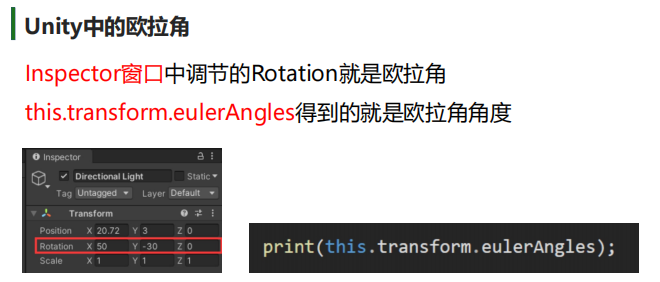 Unity中的欧拉角
Inspector窗口中调节的Rotation就是欧拉角
this.transform.eulerAngles得到的就是欧拉角角度
Inspector
Directional Light Static
Tag Untagged Layer Default
Transform
Position X 20.72 Y 3 Z 0
Rotation X 50 Y -30 Z 0
Scale X 1 Y 1 Z 1
print(this.transform.eulerAngles);